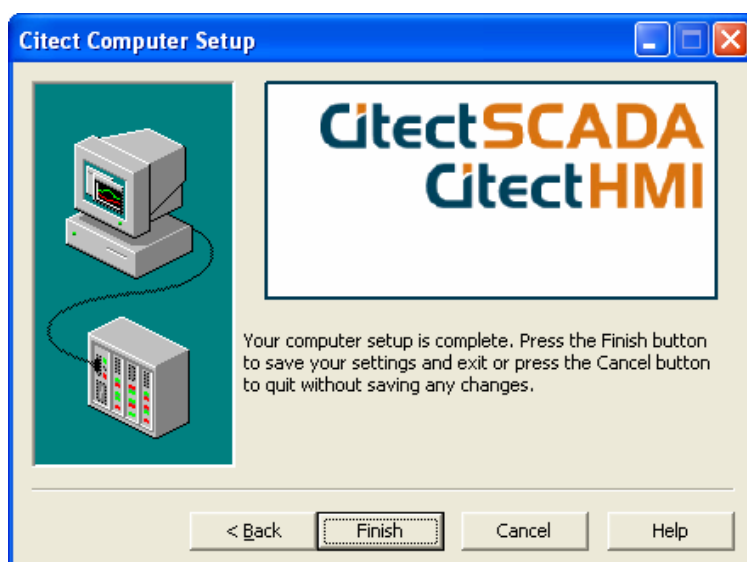 Citect Computer Setup
CitectSCADA
CitectHMI
Your computer setup is complete. Press the Finish button
to save your settings and exit or press the Cancel button
to quit without saving any changes.
< Back Finish Cancel Help